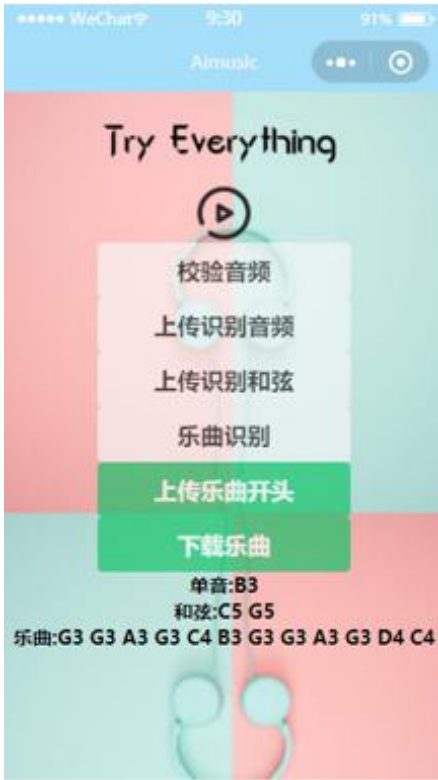 WeChat 9:30 91%
Aimusic
Try Everything
校验音频
上传识别音频
上传识别和弦
乐曲识别
上传乐曲开头
下载乐曲
单音:B3
和弦:C5 G5
乐曲:G3 G3 A3 G3 C4 B3 G3 G3 A3 G3 D4 C4